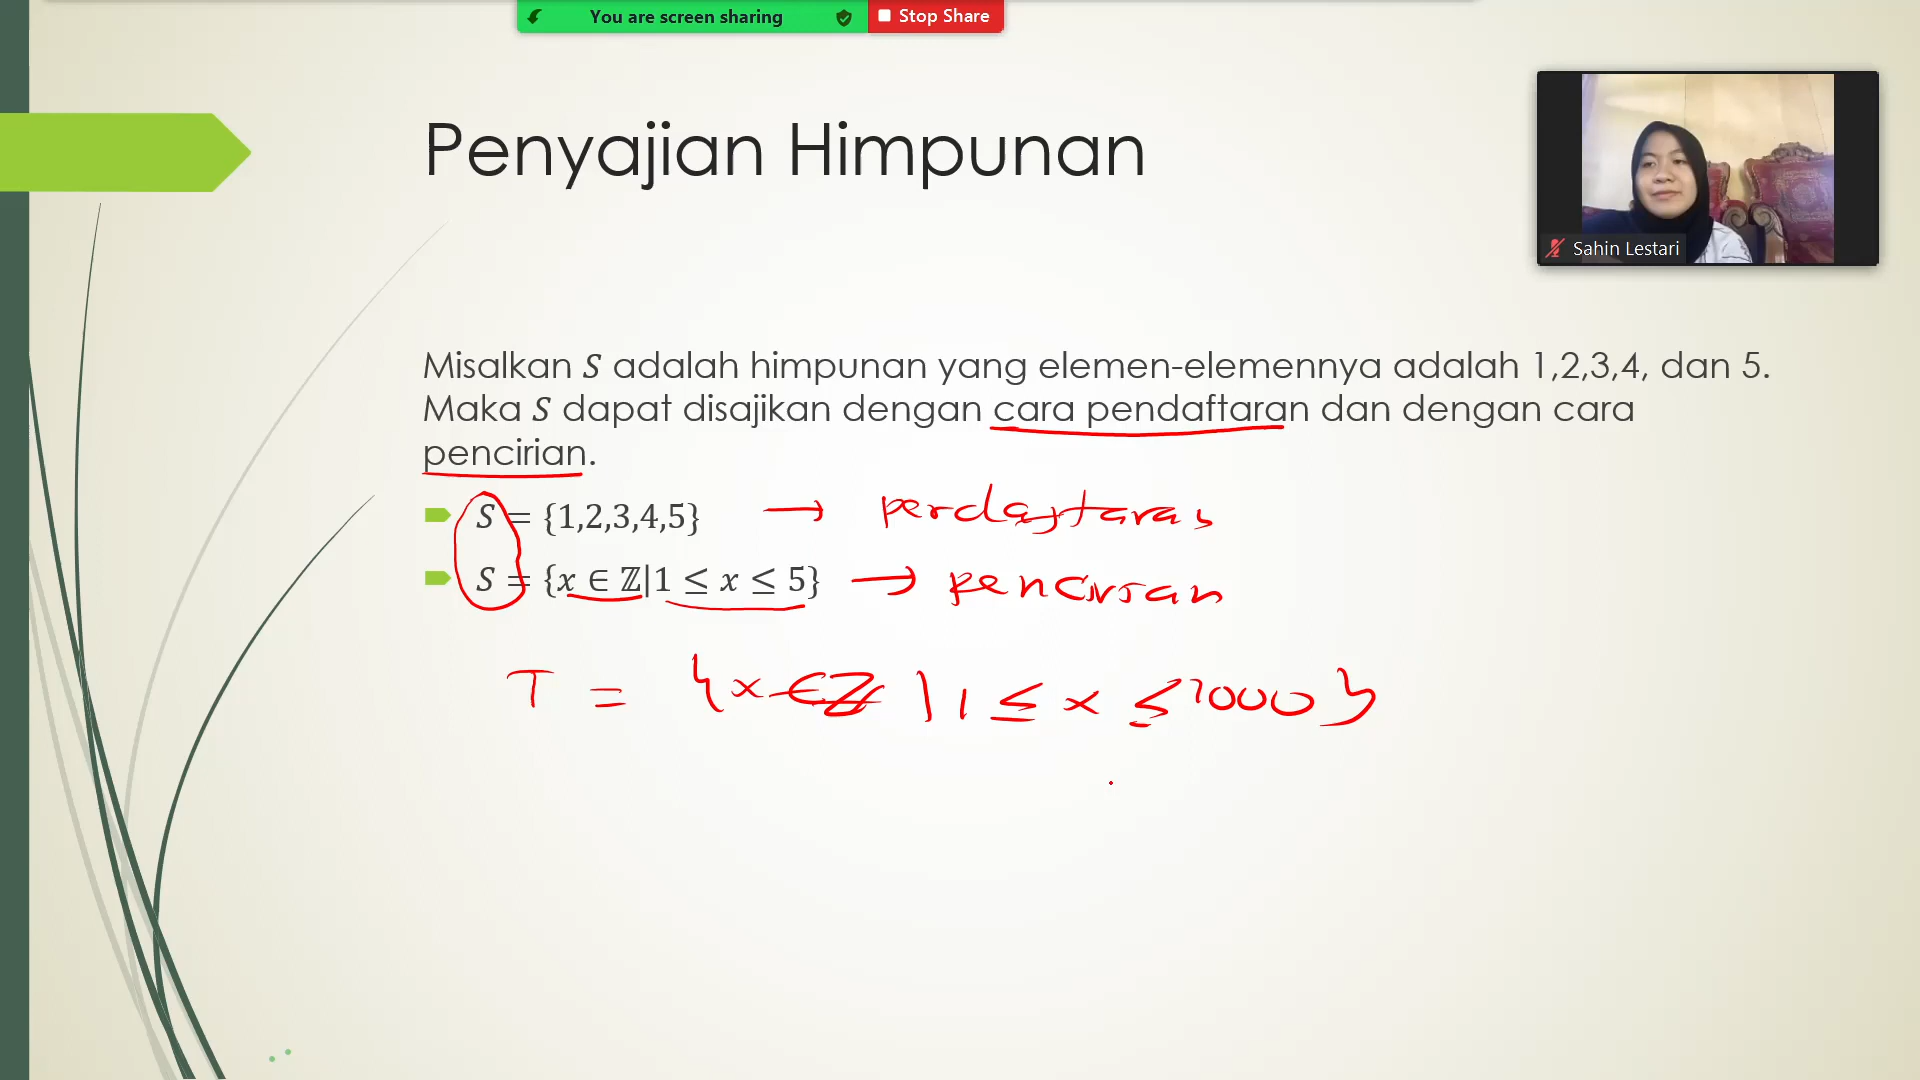 You are screen sharing Stop Share
Penyajian Himpunan
Sahin Lestari
Misalkan S adalah himpunan yang elemen-elemennya adalah 1,2,3,4, dan 5.
Maka S dapat disajikan dengan cara pendaftaran dan dengan cara
pencirian.
S = {1,2,3,4,5} → perdaftaran
S = {x ∈ ℤ|1 ≤ x ≤ 5} → pencirian
T = {x ∈ ℤ | 1 ≤ x ≤ 1000}